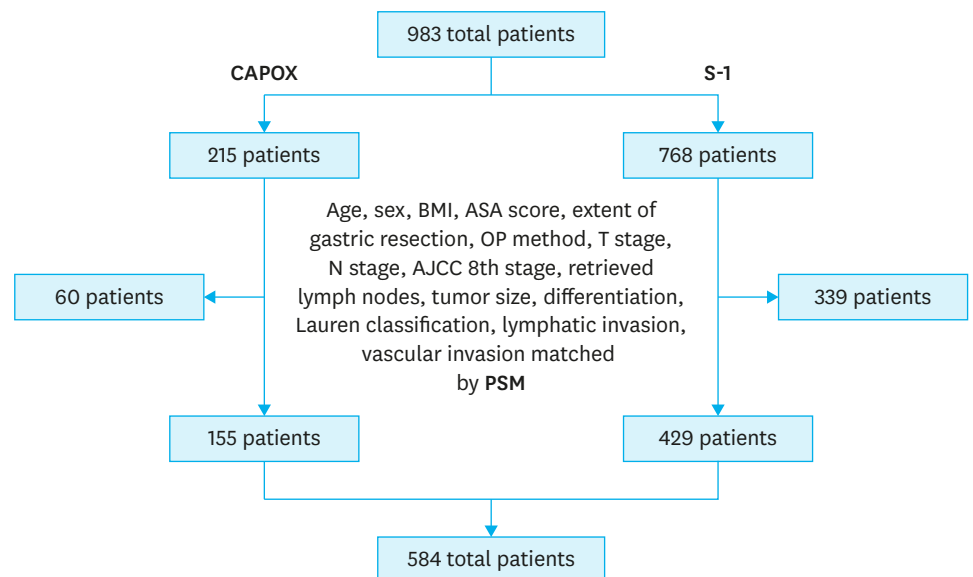 983 total patients
CAPOX
S-1
215 patients
768 patients
Age, sex, BMI, ASA score, extent of
gastric resection, OP method, T stage,
N stage, AJCC 8th stage, retrieved
lymph nodes, tumor size, differentiation,
Lauren classification, lymphatic invasion,
vascular invasion matched
by PSM
60 patients
339 patients
155 patients
429 patients
584 total patients